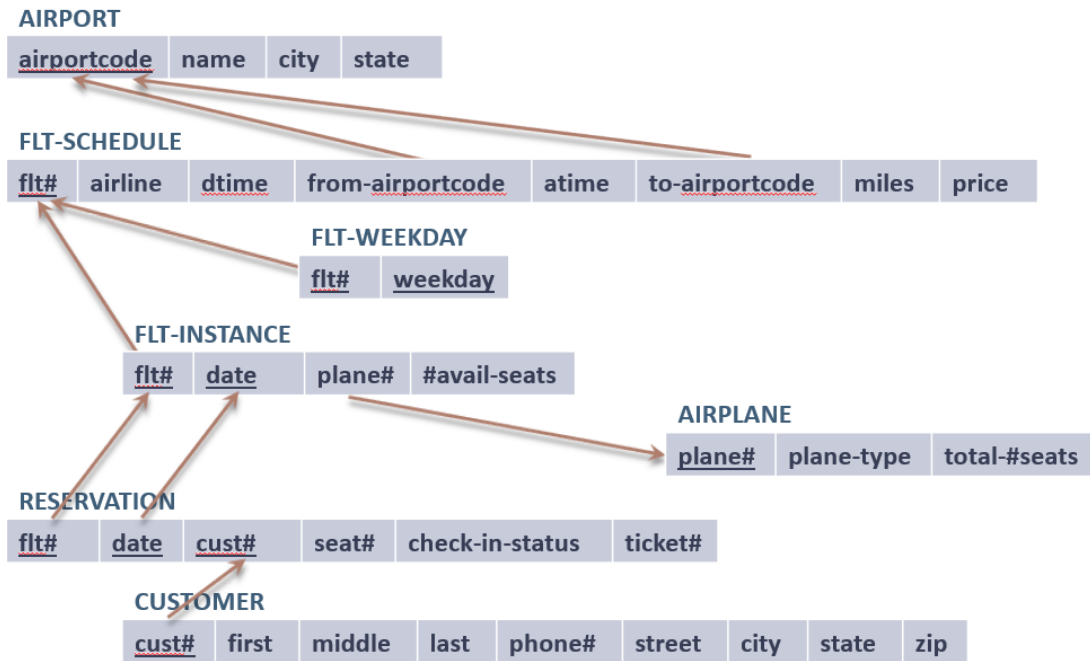 AIRPORT
airportcode name city state
FLT-SCHEDULE
flt# airline dtime from-airportcode atime to-airportcode miles price
FLT-WEEKDAY
flt# weekday
FLT-INSTANCE
flt# date plane# #avail-seats
AIRPLANE
plane# plane-type total-#seats
RESERVATION
flt# date cust# seat# check-in-status ticket#
CUSTOMER
cust# first middle last phone# street city state zip